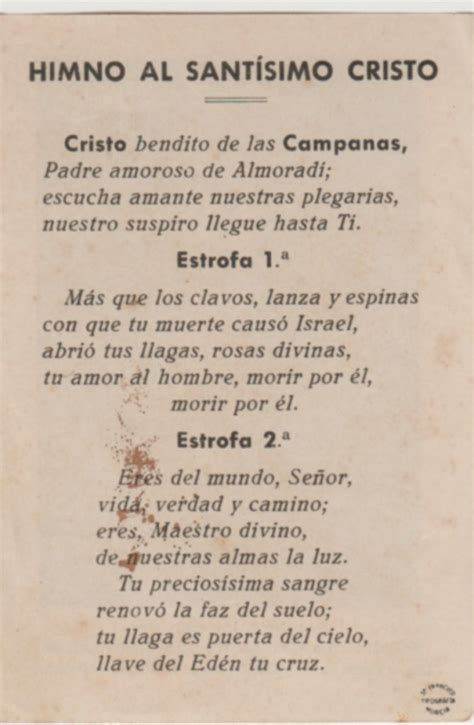 HIMNO AL SANTÍSIMO CRISTO
Cristo bendito de las Campanas,
Padre amoroso de Almoradí;
escucha amante nuestras plegarias,
nuestro suspiro llegue hasta Ti.
Estrofa 1.ª
Más que los clavos, lanza y espinas
con que tu muerte causó Israel,
abrió tus llagas, rosas divinas,
tu amor al hombre, morir por él,
morir por él.
Estrofa 2.ª
Eres del mundo, Señor,
vida, verdad y camino;
eres, Maestro divino,
de nuestras almas la luz.
Tu preciosísima sangre
renovó la faz del suelo;
tu llaga es puerta del cielo,
llave del Edén tu cruz.
MURCIA